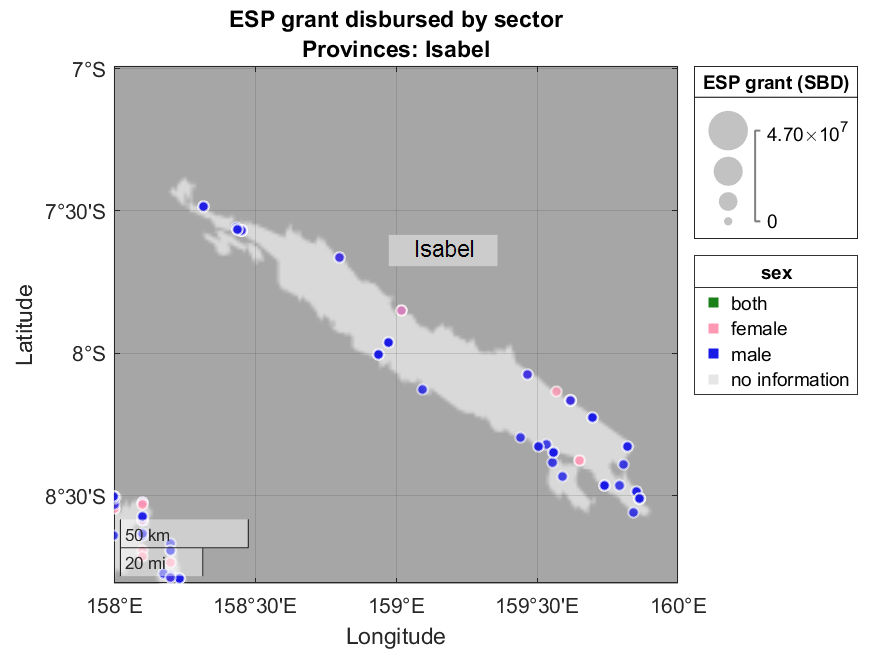 ESP grant disbursed by sector
Provinces: Isabel
7°S
7°30'S
8°S
8°30'S
Latitude
Isabel
50 km
20 mi
158°E
158°30'E
159°E
159°30'E
160°E
Longitude
ESP grant (SBD)
4.70×10⁷
0
sex
both
female
male
no information